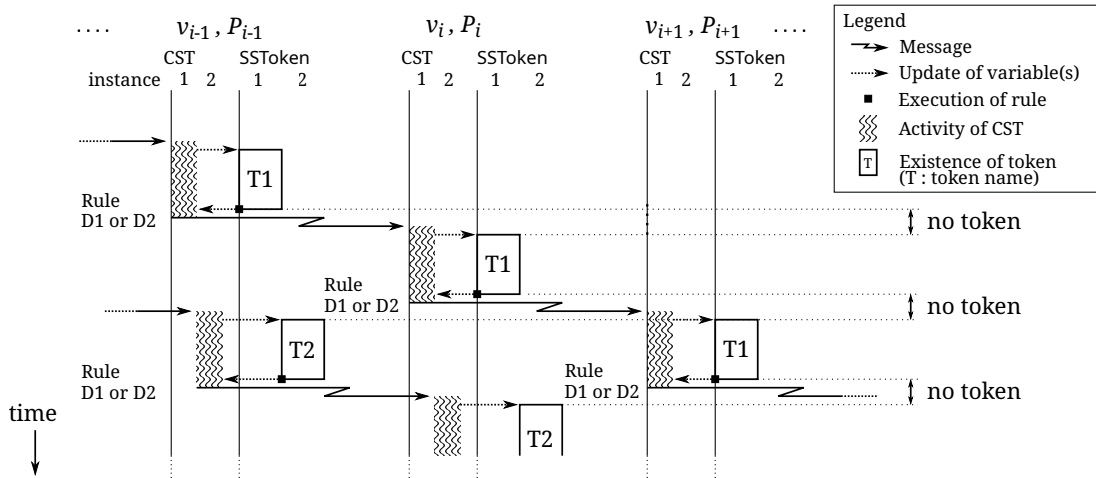 .... v_{i-1} , P_{i-1} v_i, P_i v_{i+1} , P_{i+1} ....
CST SSToken CST SSToken CST SSToken
instance 1 2 1 2 1 2 1 2 1 2 1 2
Legend
Message
Update of variable(s)
Execution of rule
Activity of CST
T Existence of token
(T : token name)
T1
Rule
D1 or D2
no token
T1
Rule
D1 or D2
no token
T2
T1
Rule
D1 or D2
Rule
D1 or D2
no token
time
T2